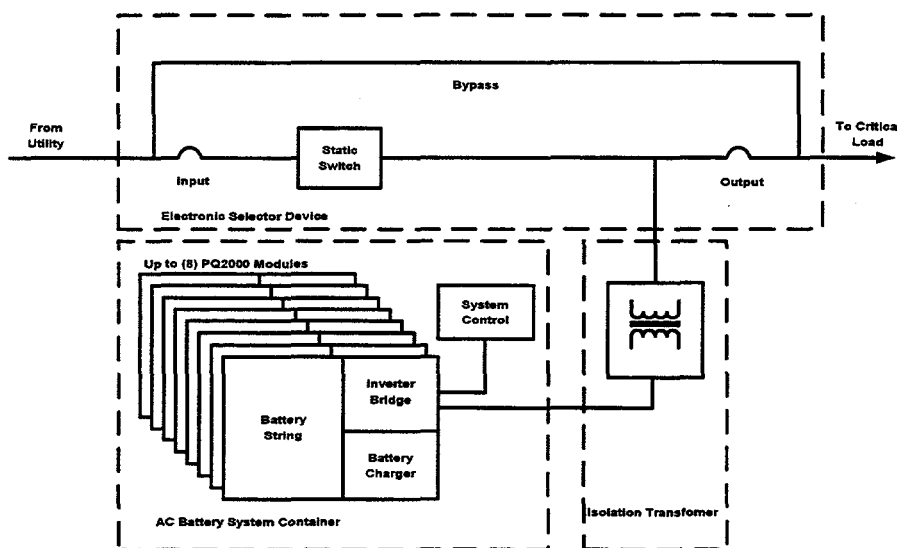 Bypass
From
Utility
To Critical
Load
Static
Switch
Input
Output
Electronic Selector Device
Up to (8) PQ2000 Modules
System
Control
Inverter
Bridge
Battery
String
Battery
Charger
AC Battery System Container
Isolation Transfomer